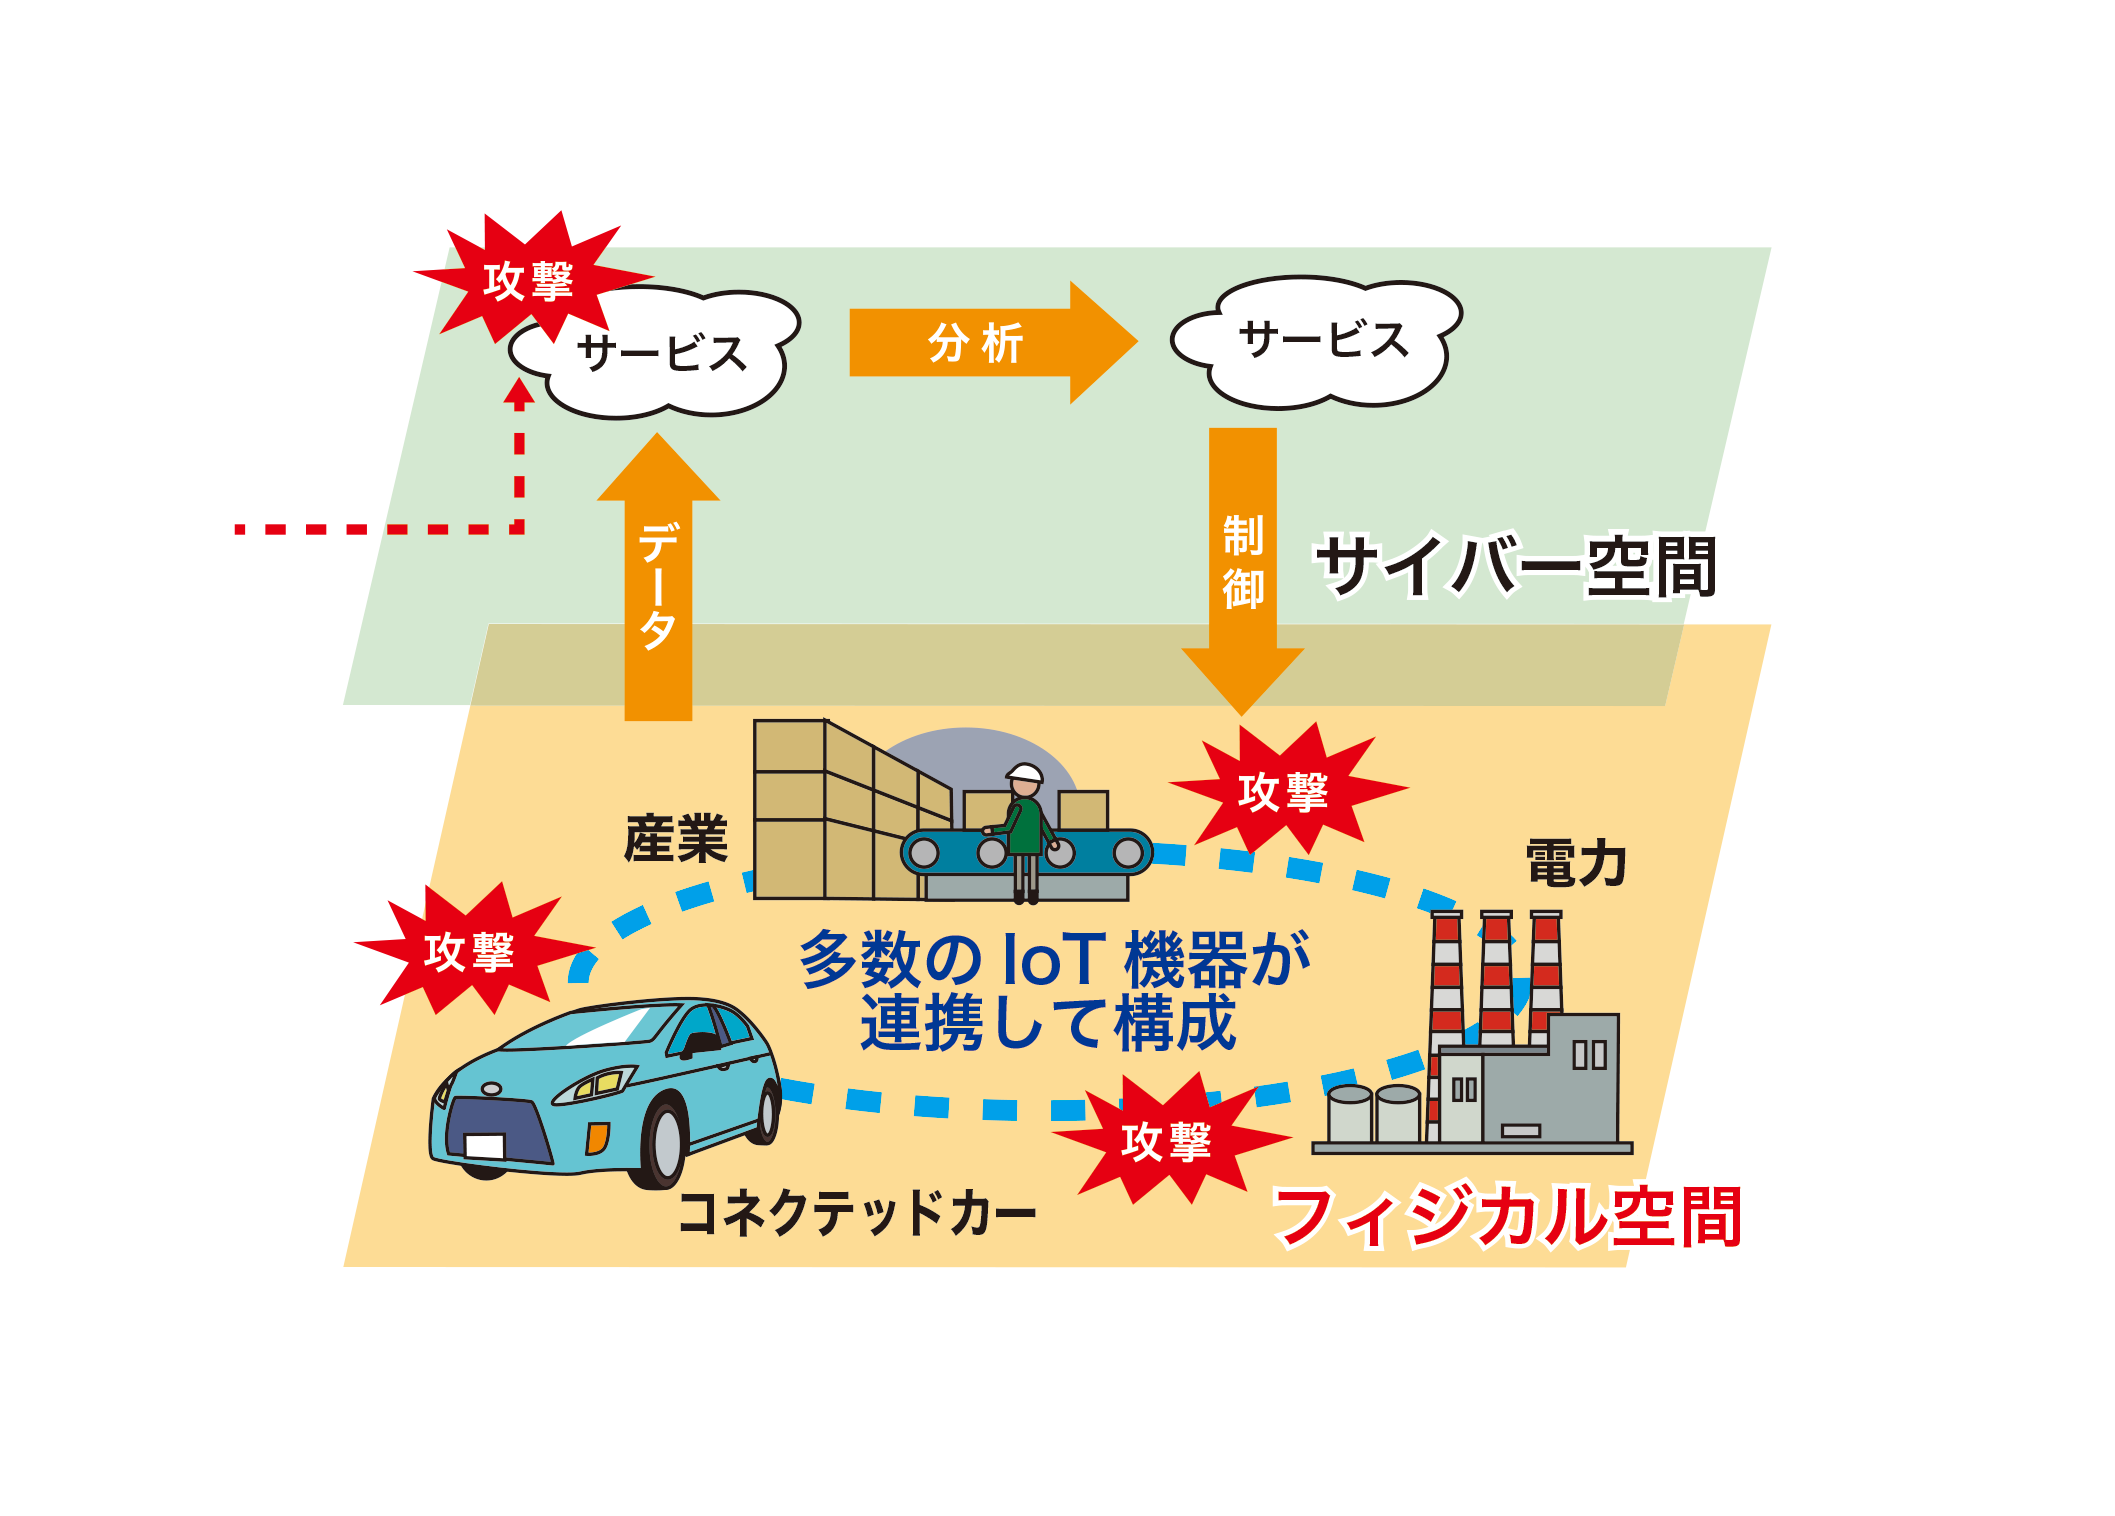 攻撃
サービス
分析
サービス
データ
制御
サイバー空間
攻撃
産業
電力
攻撃
多数の IoT 機器が
連携して構成
攻撃
コネクテッドカー
フィジカル空間